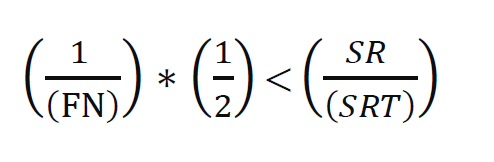 (1/(FN)) * (1/2) < (SR/(SRT))